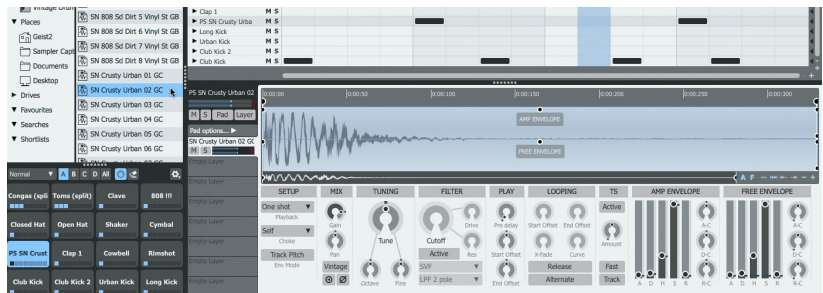 Vintage Drum
Places
Geist2
Sampler Capt
Documents
Desktop
Drives
Favourites
Searches
Shortlists
SN 808 Sd Dirt 5 Vinyl St GB
SN 808 Sd Dirt 6 Vinyl St GB
SN 808 Sd Dirt 7 Vinyl St GB
SN 808 Sd Dirt 8 Vinyl St GB
SN Crusty Urban 01 GC
SN Crusty Urban 02 GC
SN Crusty Urban 03 GC
SN Crusty Urban 04 GC
SN Crusty Urban 05 GC
SN Crusty Urban 06 GC
SN Crusty Urban 07 GC
Clap 1 M S
P5 SN Crusty Urba M S
Long Kick M S
Urban Kick M S
Club Kick 2 M S
Club Kick M S
Normal A B C D All
Congas (spli Toms (split) Clave 808 !!!
Closed Hat Open Hat Shaker Cymbal
P5 SN Crust Clap 1 Cowbell Rimshot
Club Kick Club Kick 2 Urban Kick Long Kick
P5 SN Crusty Urban 02
M S Pad Layer
Pad options...
SN Crusty Urban 02 GC
M S
Empty Layer
Empty Layer
Empty Layer
Empty Layer
Empty Layer
Empty Layer
Empty Layer
0:00:00 0:00:50 0:00:100 0:00:150 0:00:200 0:00:250 0:00:300
AMP ENVELOPE
FREE ENVELOPE
A F
SETUP MIX TUNING FILTER PLAY LOOPING TS AMP ENVELOPE FREE ENVELOPE
One shot
Playback
Self
Choke
Track Pitch
Env Mode
Gain
Pan
Vintage
Tune
Octave Fine
Cutoff
Drive
Active
Res
SVF
LPF 2 pole
Pre delay
Start Offset
End Offset
Start Offset End Offset
X-Fade Curve
Release
Alternate
Active
Amount
Fast
Track
A D H S R
A-C
D-C
R-C
A D H S R
A-C
D-C
R-C